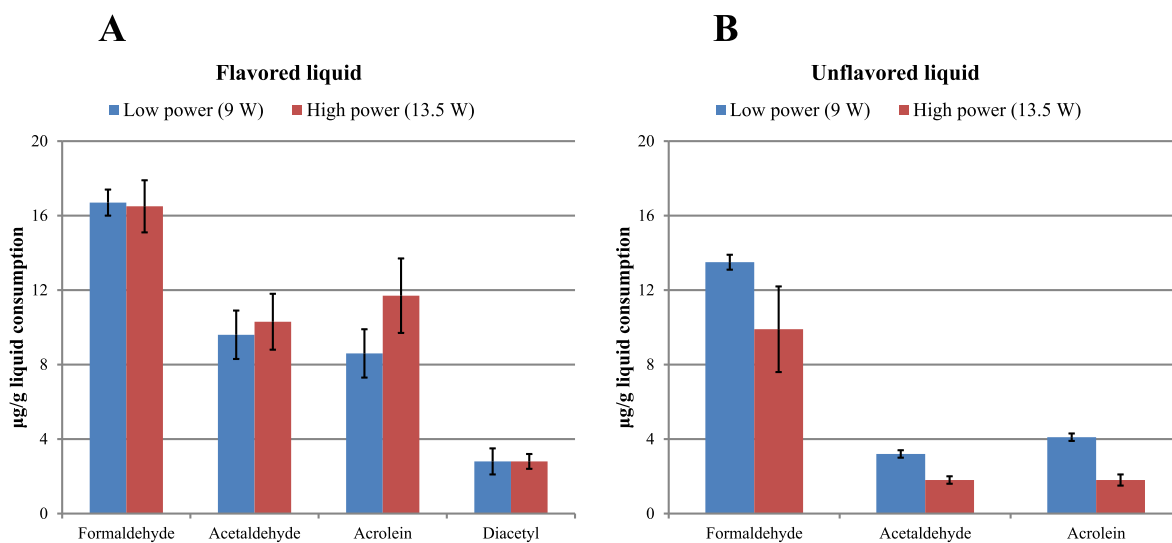 A
Flavored liquid
Low power (9 W) High power (13.5 W)
µg/g liquid consumption
20
16
12
8
4
0
Formaldehyde Acetaldehyde Acrolein Diacetyl
B
Unflavored liquid
Low power (9 W) High power (13.5 W)
µg/g liquid consumption
20
16
12
8
4
0
Formaldehyde Acetaldehyde Acrolein